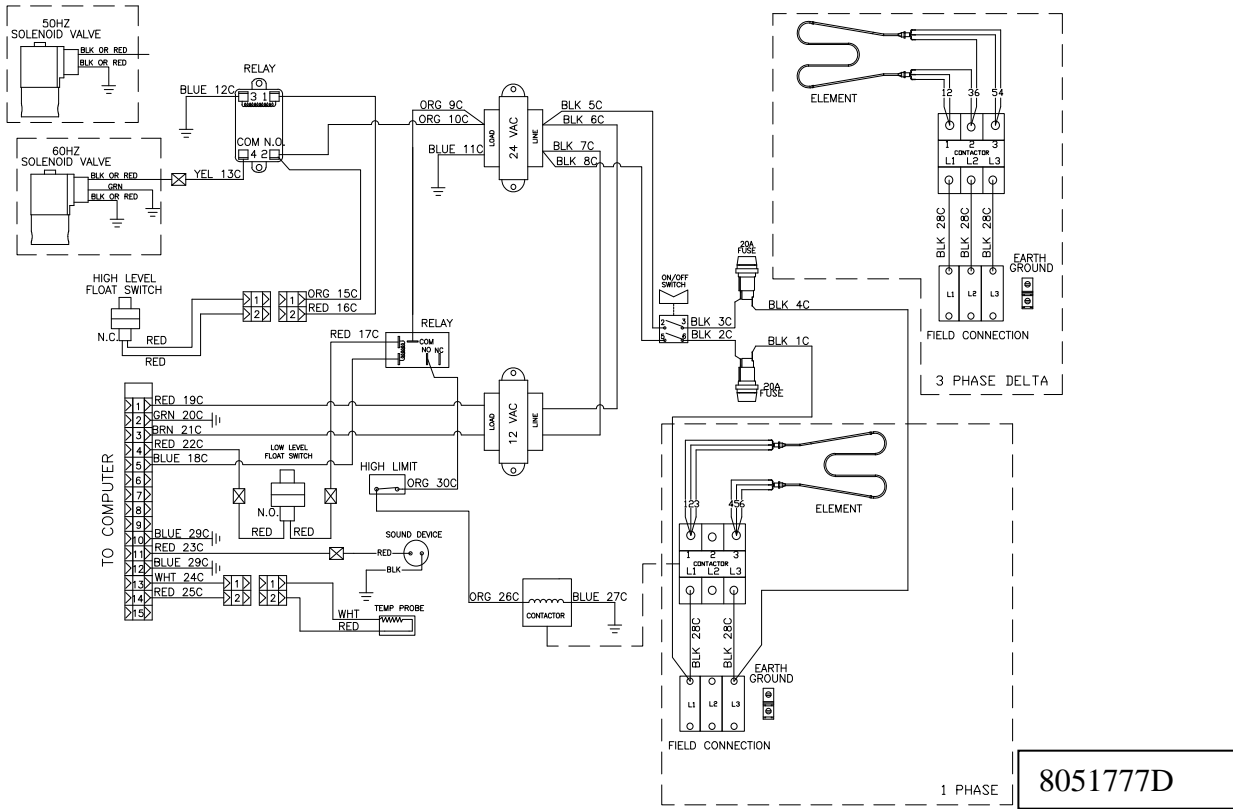 50HZ
SOLENOID VALVE
BLK OR RED
BLK OR RED
60HZ
SOLENOID VALVE
BLK OR RED
GRN
BLK OR RED
BLUE 12C
RELAY
3 1
COM N.O.
4 2
YEL 13C
HIGH LEVEL
FLOAT SWITCH
N.C.
RED
RED
1
2
1
2
ORG 15C
RED 16C
ORG 9C
ORG 10C
BLUE 11C
LOAD
24 VAC
LINE
BLK 5C
BLK 6C
BLK 7C
BLK 8C
RED 17C
RELAY
COM
NO NC
ON/OFF
SWITCH
2 3
5 6
BLK 3C
BLK 2C
20A
FUSE
BLK 4C
BLK 1C
20A
FUSE
LOAD
12 VAC
LINE
TO COMPUTER
1
2
3
4
5
6
7
8
9
10
11
12
13
14
15
RED 19C
GRN 20C
BRN 21C
RED 22C
BLUE 18C
BLUE 29C
RED 23C
BLUE 29C
WHT 24C
RED 25C
LOW LEVEL
FLOAT SWITCH
N.O.
RED
RED
HIGH LIMIT
ORG 30C
SOUND DEVICE
RED
BLK
1
2
1
2
WHT
RED
TEMP PROBE
ORG 26C
BLUE 27C
CONTACTOR
ELEMENT
12 36 54
1 2 3
CONTACTOR
L1 L2 L3
BLK 28C
BLK 28C
BLK 28C
L1 L2 L3
EARTH
GROUND
FIELD CONNECTION
3 PHASE DELTA
ELEMENT
123 456
1 2 3
CONTACTOR
L1 L2 L3
BLK 28C
BLK 28C
L1 L2 L3
EARTH
GROUND
FIELD CONNECTION
1 PHASE
8051777D